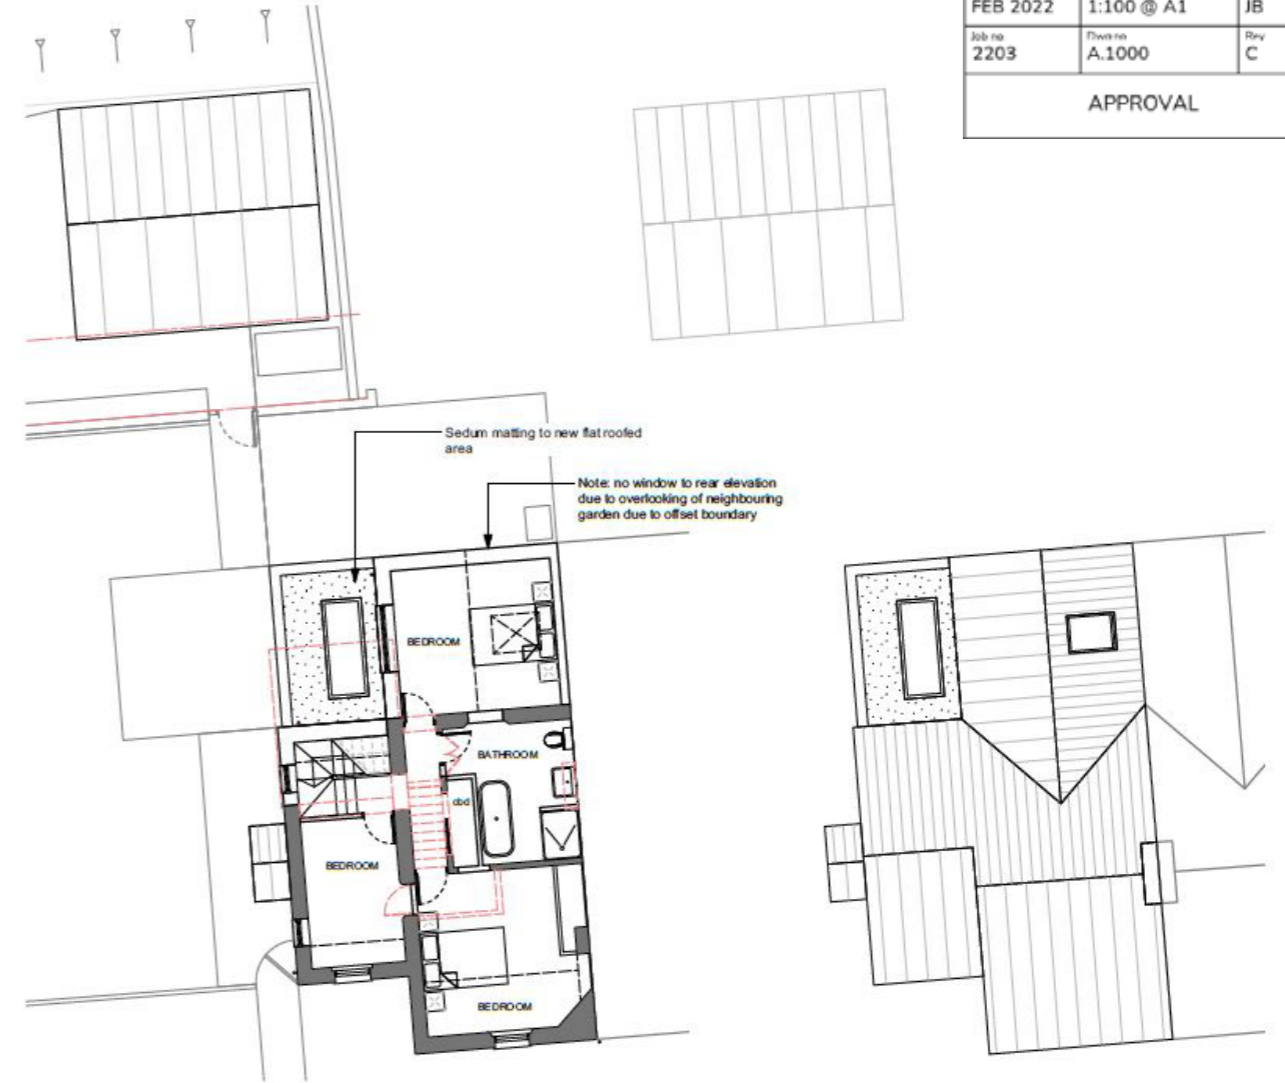 FEB 2022
1:100 @ A1
JB
Job no
2203
Dwg no
A.1000
Rev
C
APPROVAL
Sedum matting to new flat roofed
area
Note: no window to rear elevation
due to overlooking of neighbouring
garden due to offset boundary
BEDROOM
BATHROOM
cbd
BEDROOM
BEDROOM